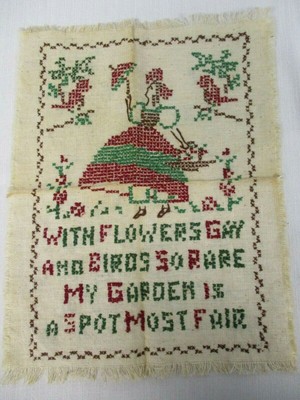 WITH FLOWERS GAY
AND BIRDS SO RARE
MY GARDEN IS
A SPOT MOST FAIR